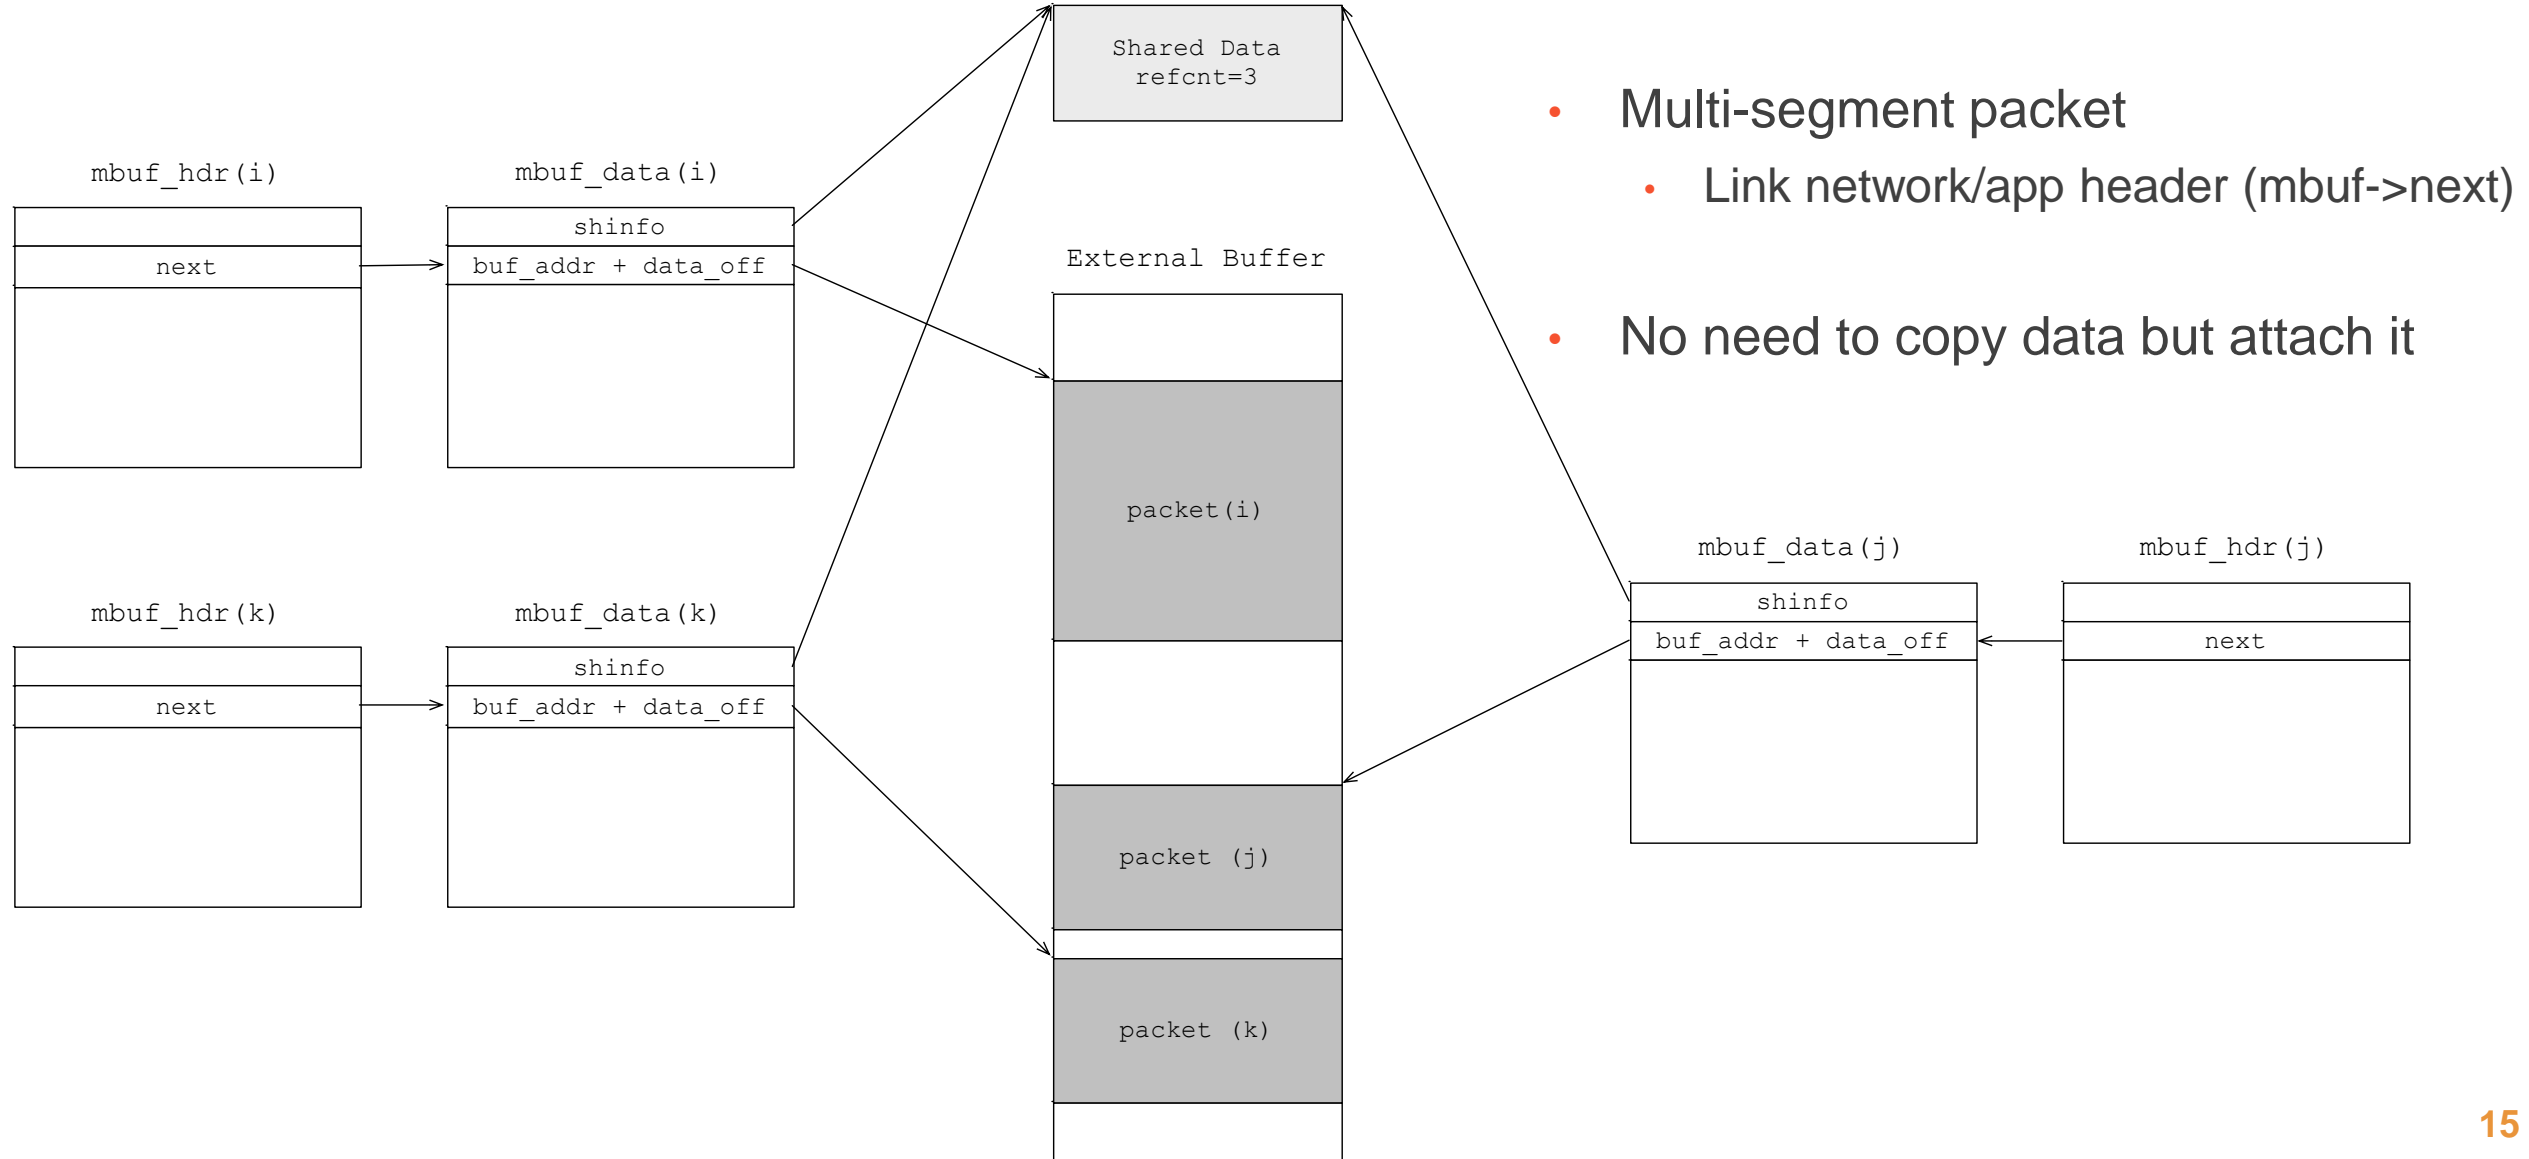 Shared Data
refcnt=3
• Multi-segment packet
• Link network/app header (mbuf->next)
• No need to copy data but attach it
mbuf_hdr(i)
next
mbuf_data(i)
shinfo
buf_addr + data_off
External Buffer
packet(i)
packet (j)
packet (k)
mbuf_hdr(k)
next
mbuf_data(k)
shinfo
buf_addr + data_off
mbuf_data(j)
shinfo
buf_addr + data_off
mbuf_hdr(j)
next
15